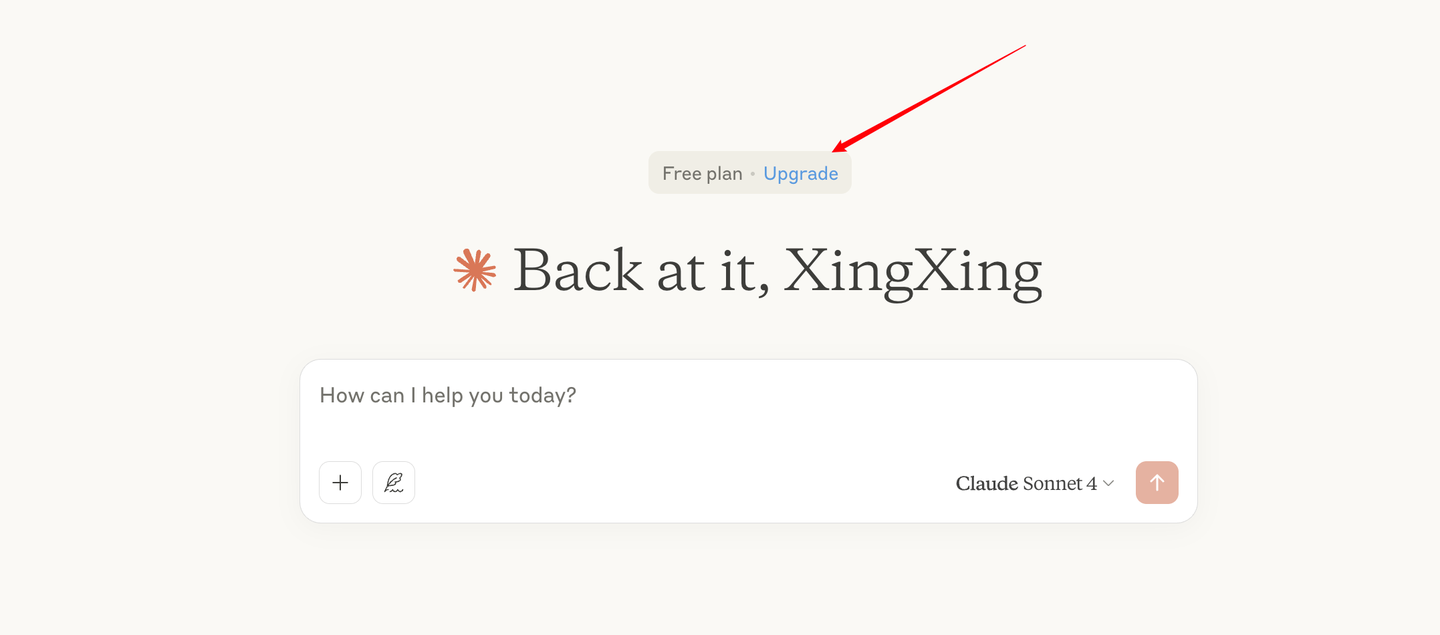 Free plan • Upgrade
Back at it, XingXing
How can I help you today?
Claude Sonnet 4